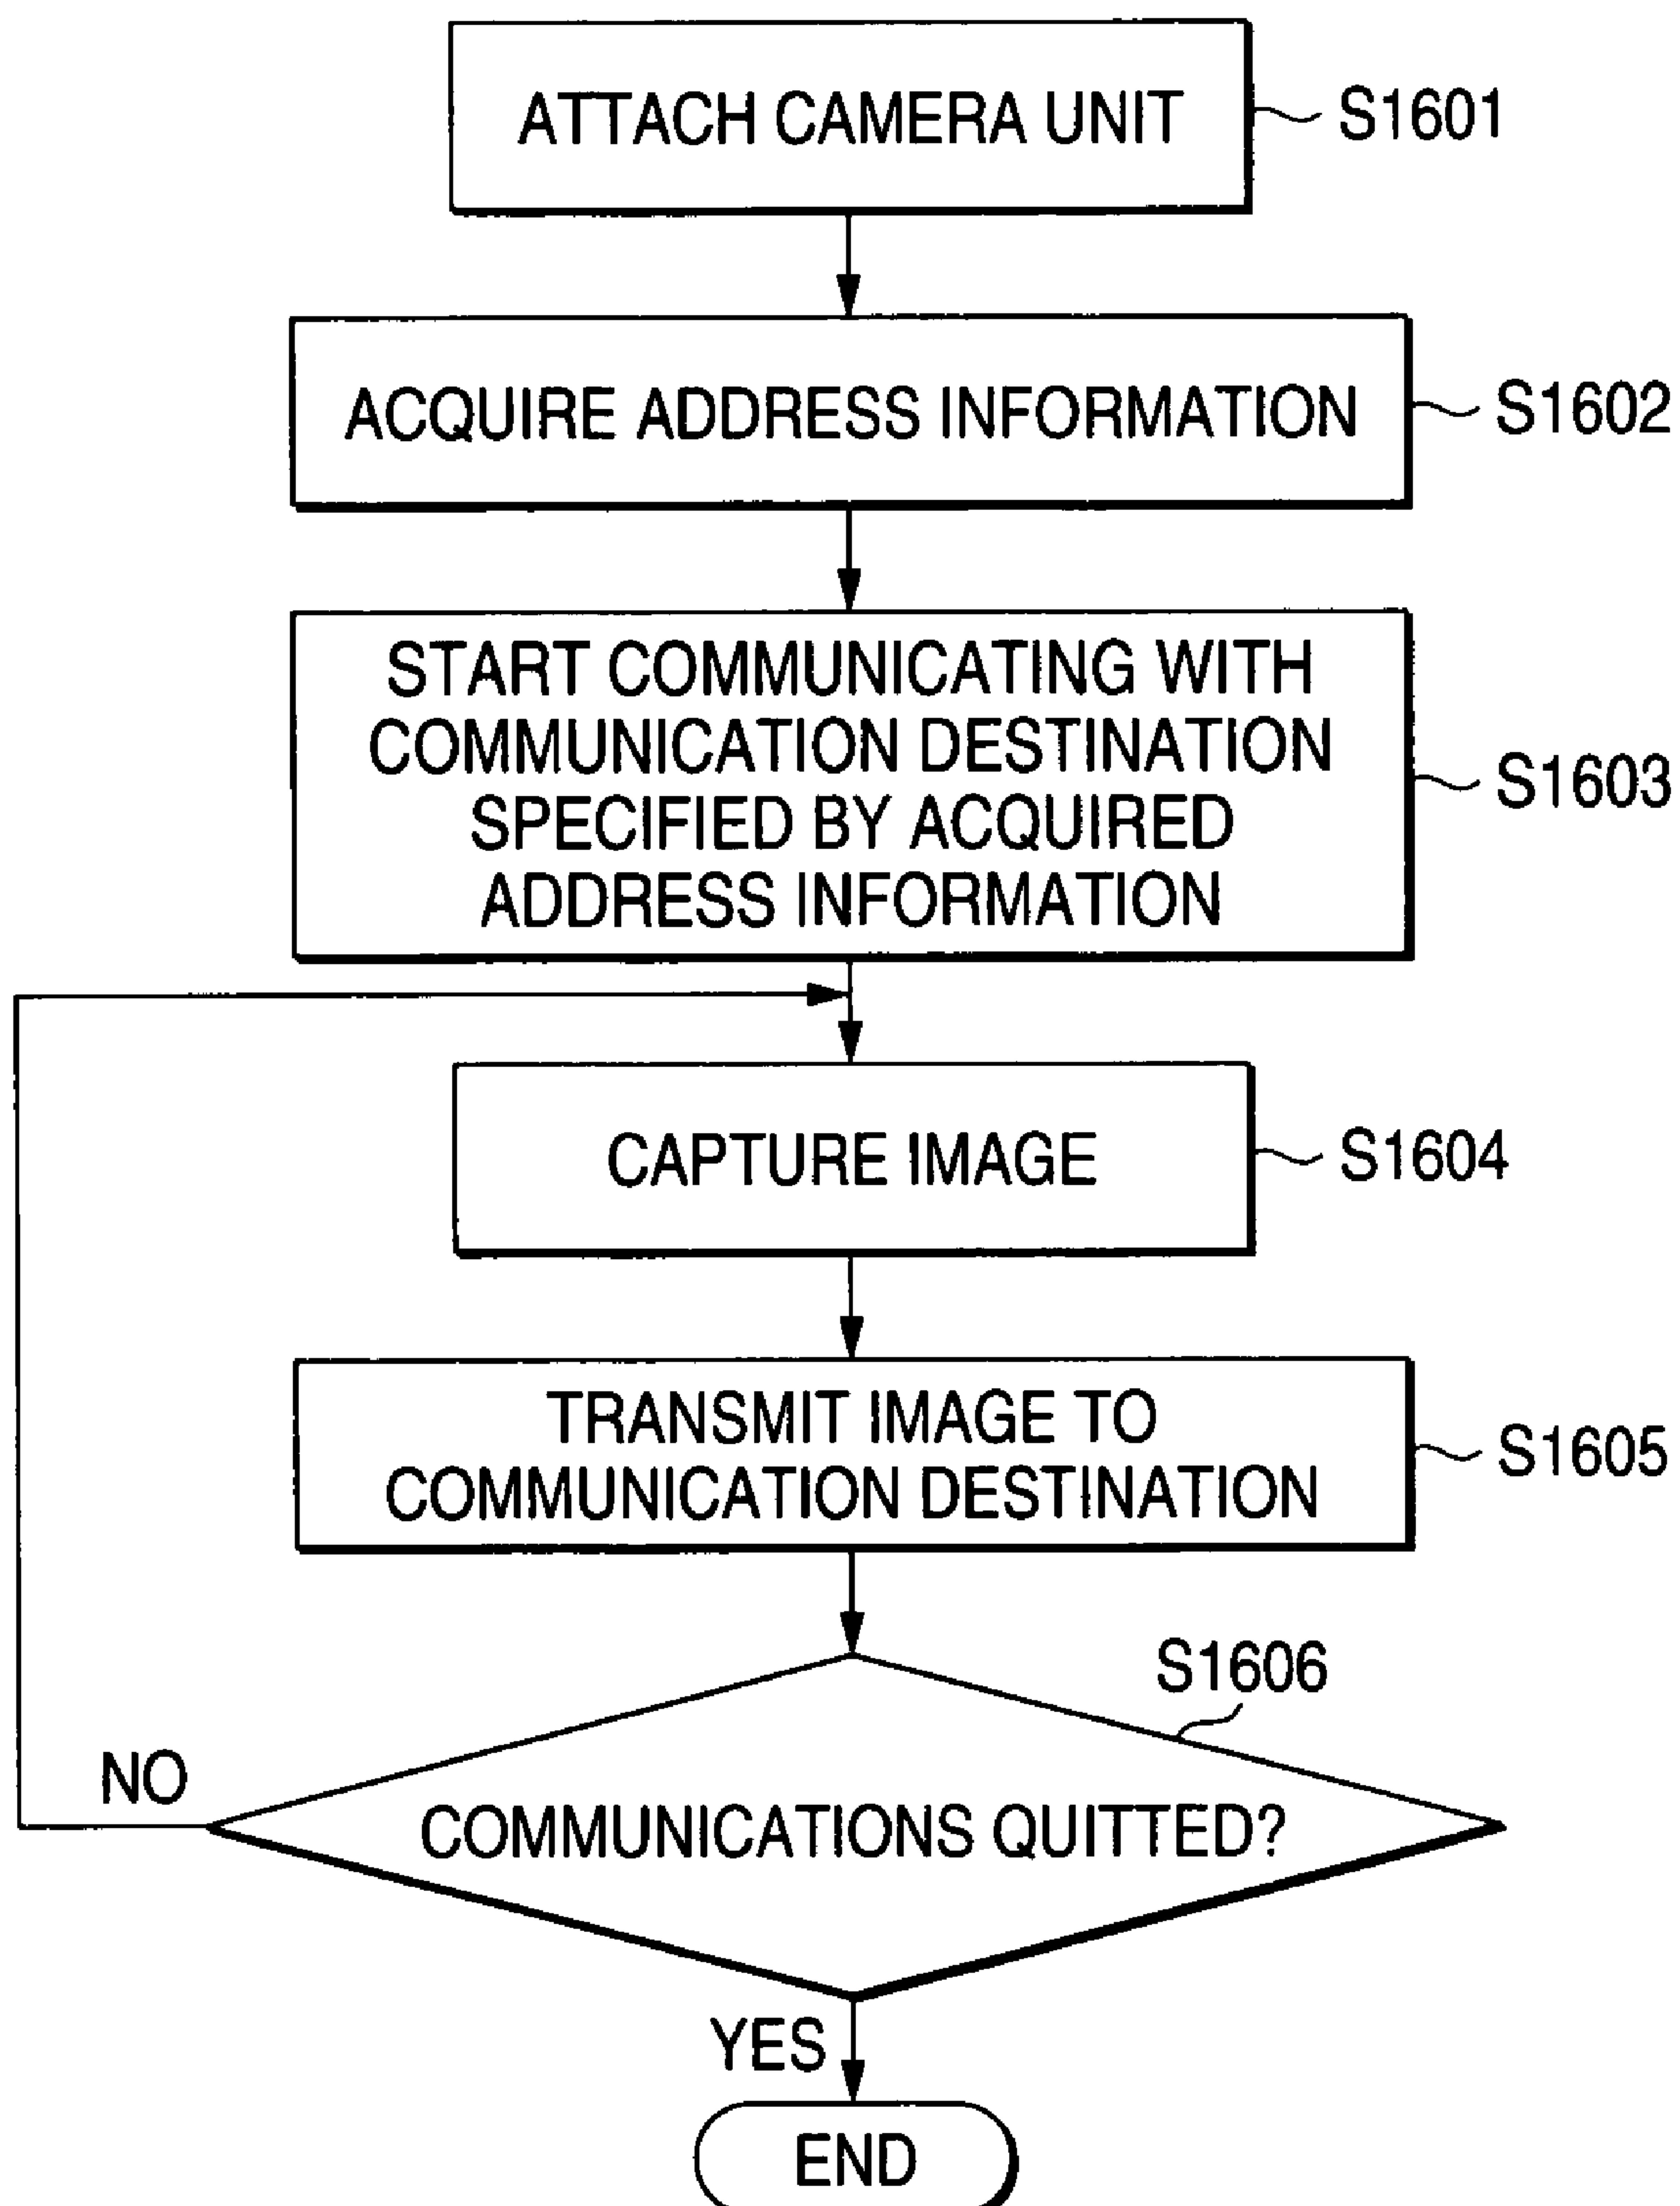 ATTACH CAMERA UNIT
S1601
ACQUIRE ADDRESS INFORMATION
S1602
START COMMUNICATING WITH
COMMUNICATION DESTINATION
SPECIFIED BY ACQUIRED
ADDRESS INFORMATION
S1603
CAPTURE IMAGE
S1604
TRANSMIT IMAGE TO
COMMUNICATION DESTINATION
S1605
S1606
NO
COMMUNICATIONS QUITTED?
YES
END